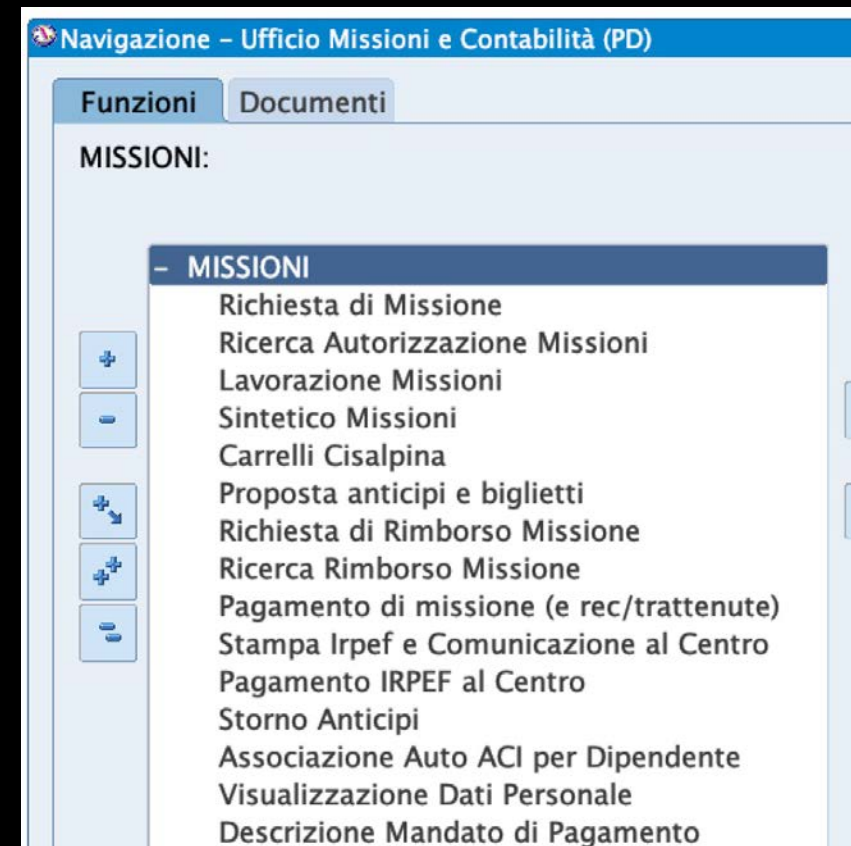 Navigazione – Ufficio Missioni e Contabilità (PD)
Funzioni Documenti
MISSIONI:
– MISSIONI
Richiesta di Missione
Ricerca Autorizzazione Missioni
Lavorazione Missioni
Sintetico Missioni
Carrelli Cisalpina
Proposta anticipi e biglietti
Richiesta di Rimborso Missione
Ricerca Rimborso Missione
Pagamento di missione (e rec/trattenute)
Stampa Irpef e Comunicazione al Centro
Pagamento IRPEF al Centro
Storno Anticipi
Associazione Auto ACI per Dipendente
Visualizzazione Dati Personale
Descrizione Mandato di Pagamento